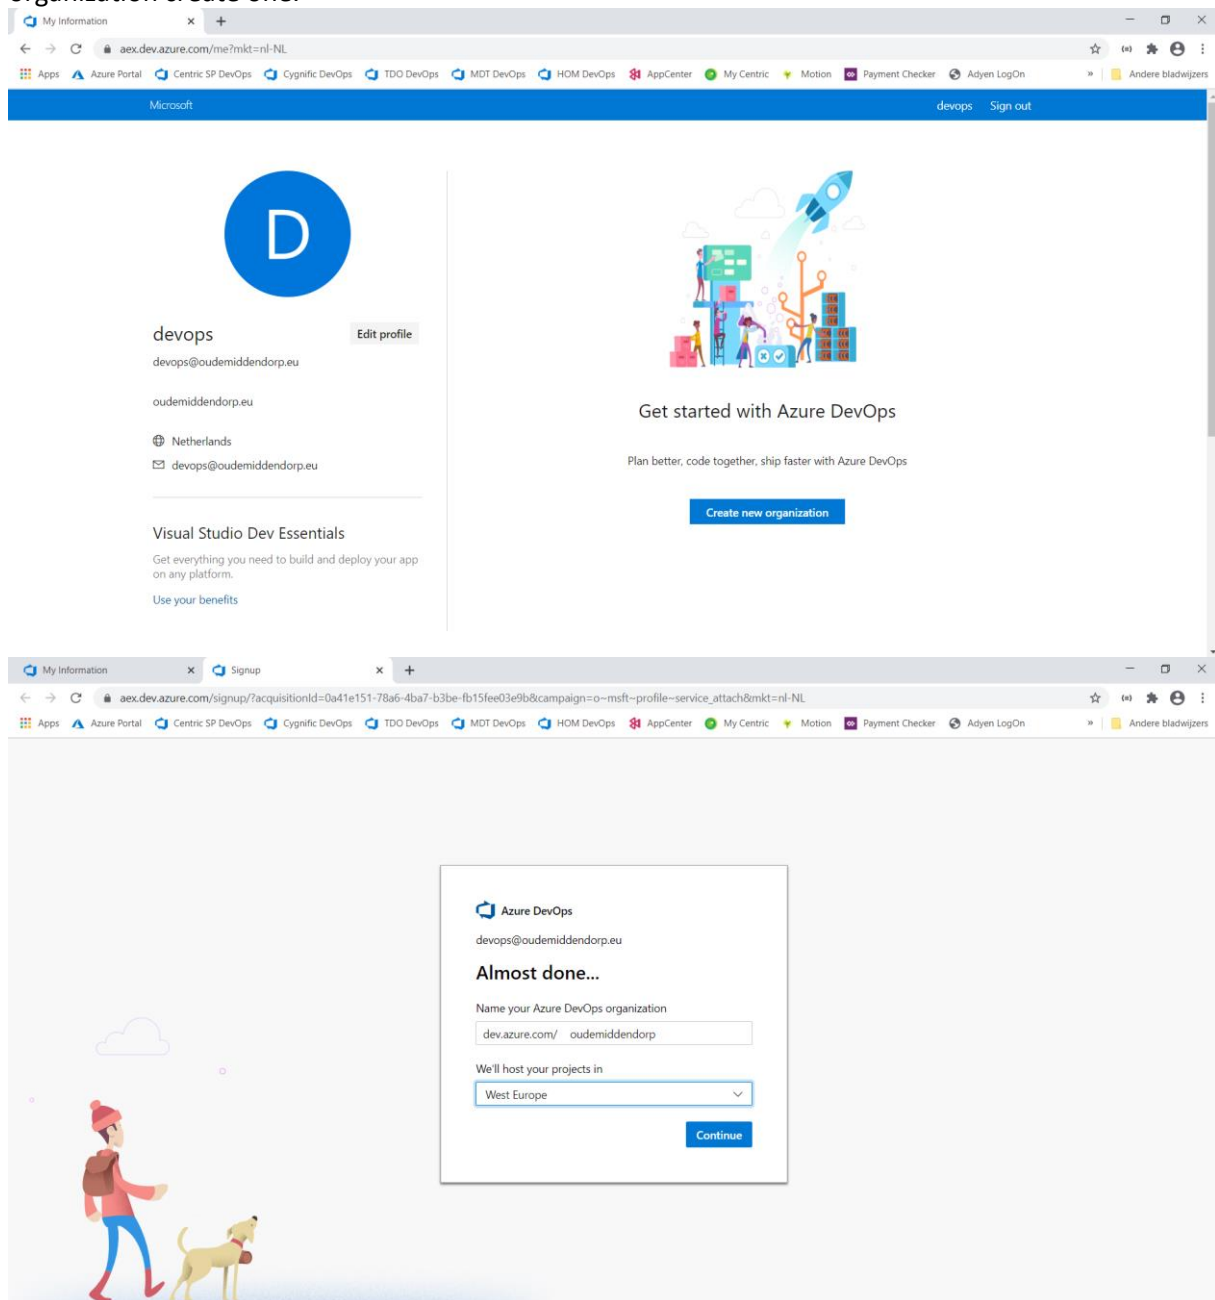 organization create one.
My Information
aex.dev.azure.com/me?mkt=nl-NL
Apps Azure Portal Centric SP DevOps Cygnific DevOps TDO DevOps MDT DevOps HOM DevOps AppCenter My Centric Motion Payment Checker Adyen LogOn » Andere bladwijzers
Microsoft devops Sign out
D
devops Edit profile
devops@oudemiddendorp.eu
oudemiddendorp.eu
Netherlands
devops@oudemiddendorp.eu
Visual Studio Dev Essentials
Get everything you need to build and deploy your app
on any platform.
Use your benefits
Get started with Azure DevOps
Plan better, code together, ship faster with Azure DevOps
Create new organization
My Information Signup
aex.dev.azure.com/signup/?acquisitionId=0a41e151-78a6-4ba7-b3be-fb15fee03e9b&campaign=o~msft~profile~service_attach&mkt=nl-NL
Apps Azure Portal Centric SP DevOps Cygnific DevOps TDO DevOps MDT DevOps HOM DevOps AppCenter My Centric Motion Payment Checker Adyen LogOn » Andere bladwijzers
Azure DevOps
devops@oudemiddendorp.eu
Almost done...
Name your Azure DevOps organization
dev.azure.com/ oudemiddendorp
We'll host your projects in
West Europe
Continue